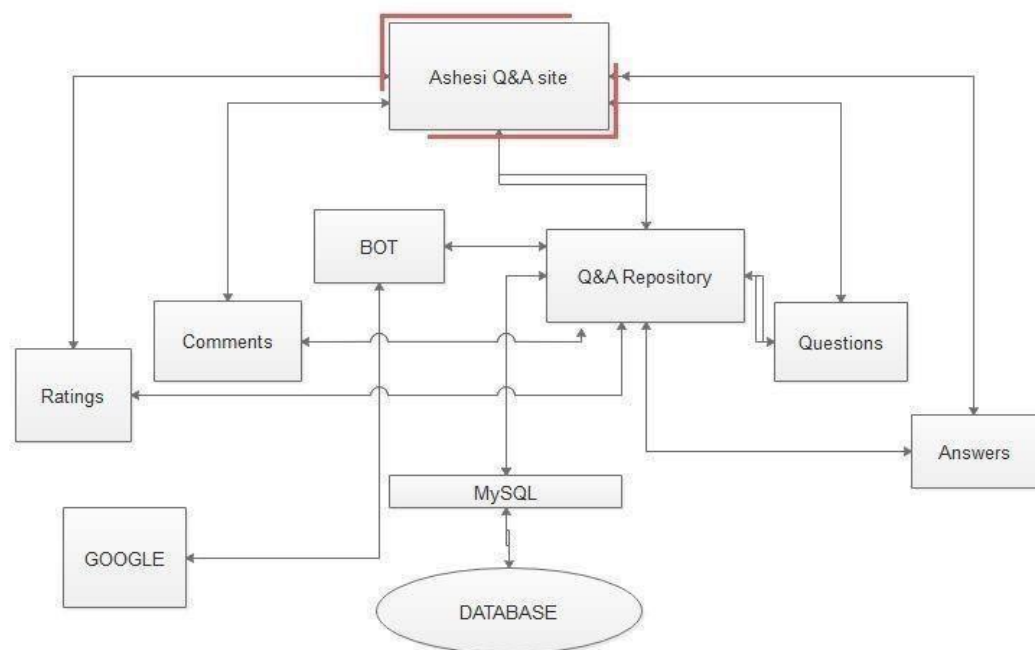 Ashesi Q&A site
BOT
Q&A Repository
Comments
Questions
Ratings
Answers
MySQL
GOOGLE
DATABASE